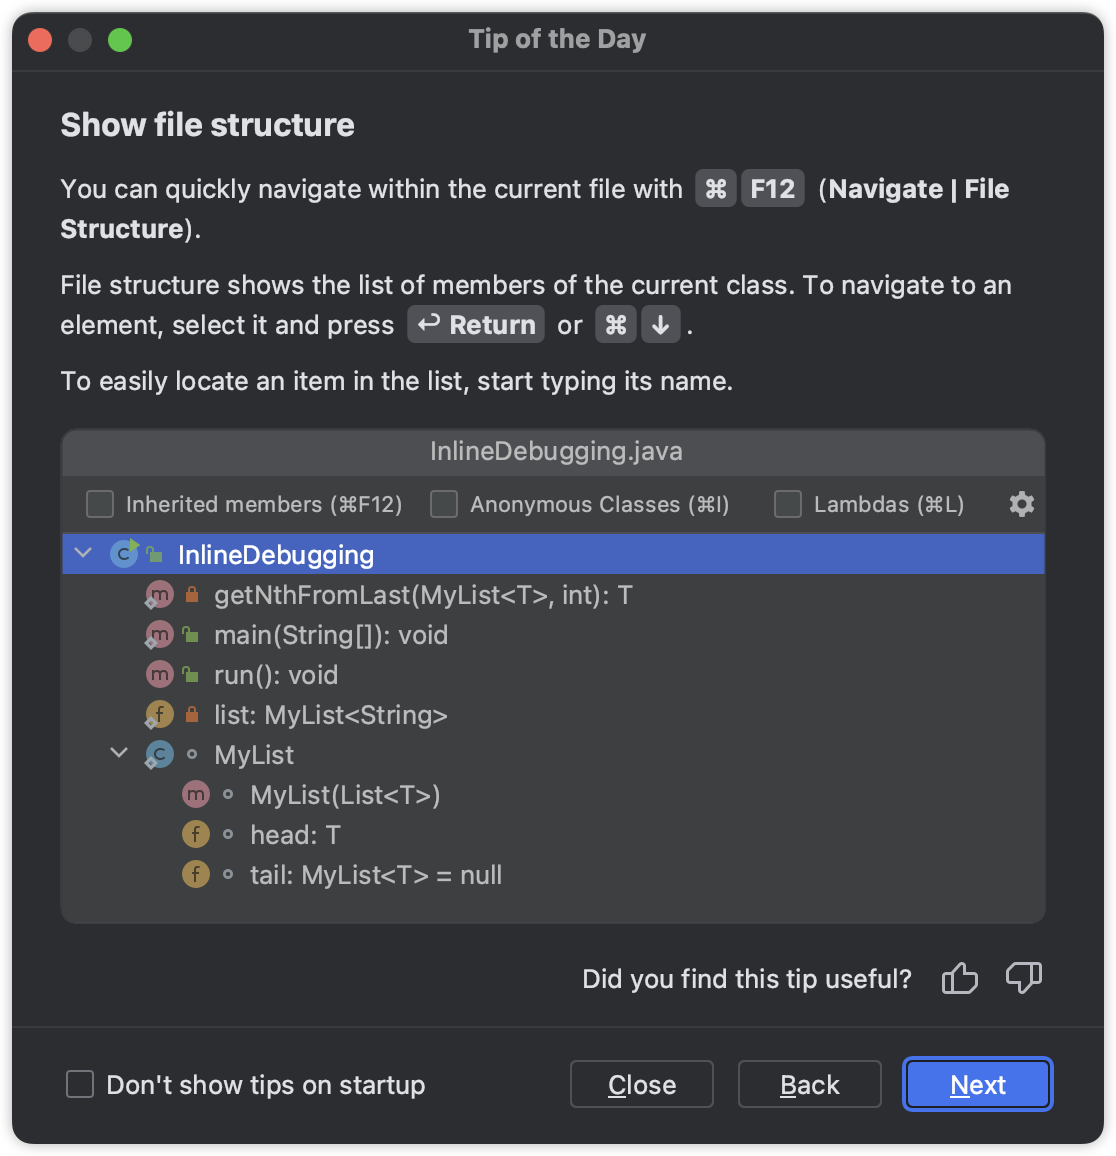 Tip of the Day
Show file structure
You can quickly navigate within the current file with ⌘ F12 (Navigate | File
Structure).
File structure shows the list of members of the current class. To navigate to an
element, select it and press ↩ Return or ⌘ ↓.
To easily locate an item in the list, start typing its name.
InlineDebugging.java
Inherited members (⌘F12) Anonymous Classes (⌘I) Lambdas (⌘L)
C InlineDebugging
m getNthFromLast(MyList<T>, int): T
m main(String[]): void
m run(): void
f list: MyList<String>
C MyList
m MyList(List<T>)
f head: T
f tail: MyList<T> = null
Did you find this tip useful?
Don't show tips on startup Close Back Next